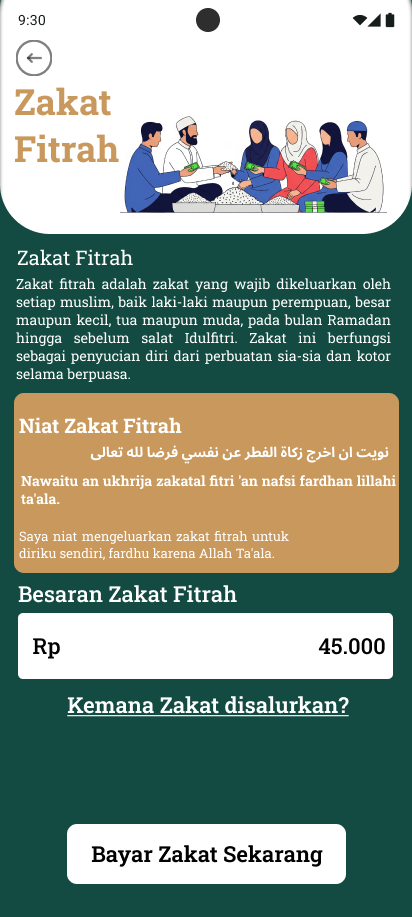 9:30
Zakat
Fitrah
Zakat Fitrah
Zakat fitrah adalah zakat yang wajib dikeluarkan oleh
setiap muslim, baik laki-laki maupun perempuan, besar
maupun kecil, tua maupun muda, pada bulan Ramadan
hingga sebelum salat Idulfitri. Zakat ini berfungsi
sebagai penyucian diri dari perbuatan sia-sia dan kotor
selama berpuasa.
Niat Zakat Fitrah
نويت ان اخرج زكاة الفطر عن نفسي فرضا لله تعالى
Nawaitu an ukhrija zakatal fitri 'an nafsi fardhan lillahi
ta'ala.
Saya niat mengeluarkan zakat fitrah untuk
diriku sendiri, fardhu karena Allah Ta'ala.
Besaran Zakat Fitrah
Rp 45.000
Kemana Zakat disalurkan?
Bayar Zakat Sekarang